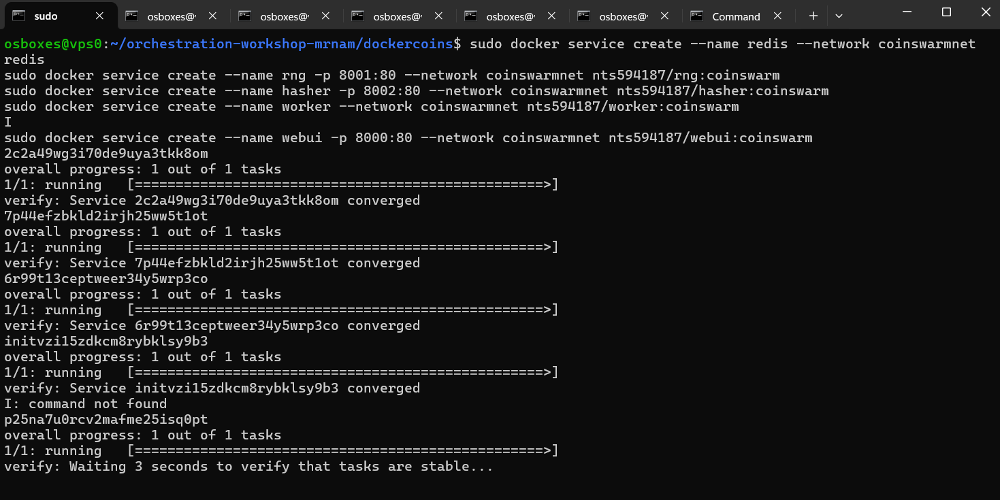 sudo
osboxes@v
osboxes@v
osboxes@v
osboxes@v
osboxes@v
Command
osboxes@vps0:~/orchestration-workshop-mrnam/dockercoins$ sudo docker service create --name redis --network coinswarmnet
redis
sudo docker service create --name rng -p 8001:80 --network coinswarmnet nts594187/rng:coinswarm
sudo docker service create --name hasher -p 8002:80 --network coinswarmnet nts594187/hasher:coinswarm
sudo docker service create --name worker --network coinswarmnet nts594187/worker:coinswarm
I
sudo docker service create --name webui -p 8000:80 --network coinswarmnet nts594187/webui:coinswarm
2c2a49wg3i70de9uya3tkk8om
overall progress: 1 out of 1 tasks
1/1: running   [==================================================>]
verify: Service 2c2a49wg3i70de9uya3tkk8om converged
7p44efzbkld2irjh25ww5t1ot
overall progress: 1 out of 1 tasks
1/1: running   [==================================================>]
verify: Service 7p44efzbkld2irjh25ww5t1ot converged
6r99t13ceptweer34y5wrp3co
overall progress: 1 out of 1 tasks
1/1: running   [==================================================>]
verify: Service 6r99t13ceptweer34y5wrp3co converged
initvzi15zdkcm8rybklsy9b3
overall progress: 1 out of 1 tasks
1/1: running   [==================================================>]
verify: Service initvzi15zdkcm8rybklsy9b3 converged
I: command not found
p25na7u0rcv2mafme25isq0pt
overall progress: 1 out of 1 tasks
1/1: running   [==================================================>]
verify: Waiting 3 seconds to verify that tasks are stable...